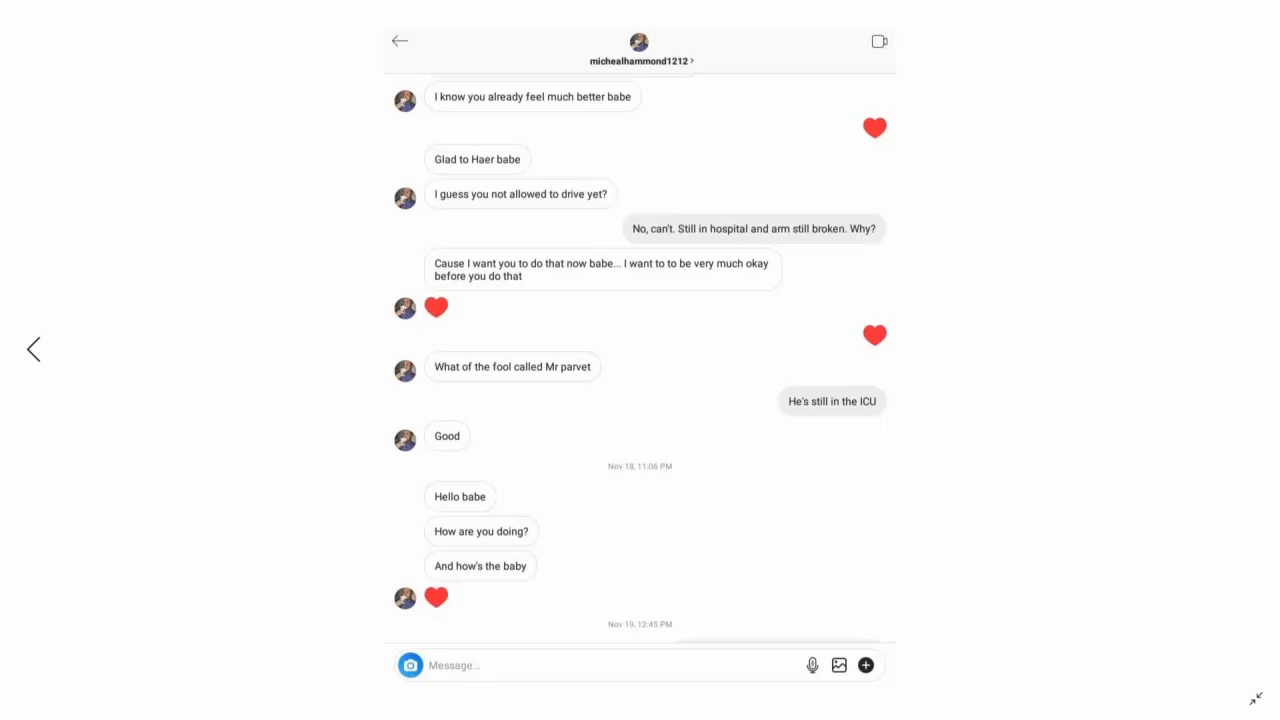 michealhammond1212
I know you already feel much better babe
Glad to Haer babe
I guess you not allowed to drive yet?
No, can't. Still in hospital and arm still broken. Why?
Cause I want you to do that now babe... I want to to be very much okay
before you do that
What of the fool called Mr parvet
He's still in the ICU
Good
Nov 18, 11:06 PM
Hello babe
How are you doing?
And how's the baby
Nov 19, 12:45 PM
Message...